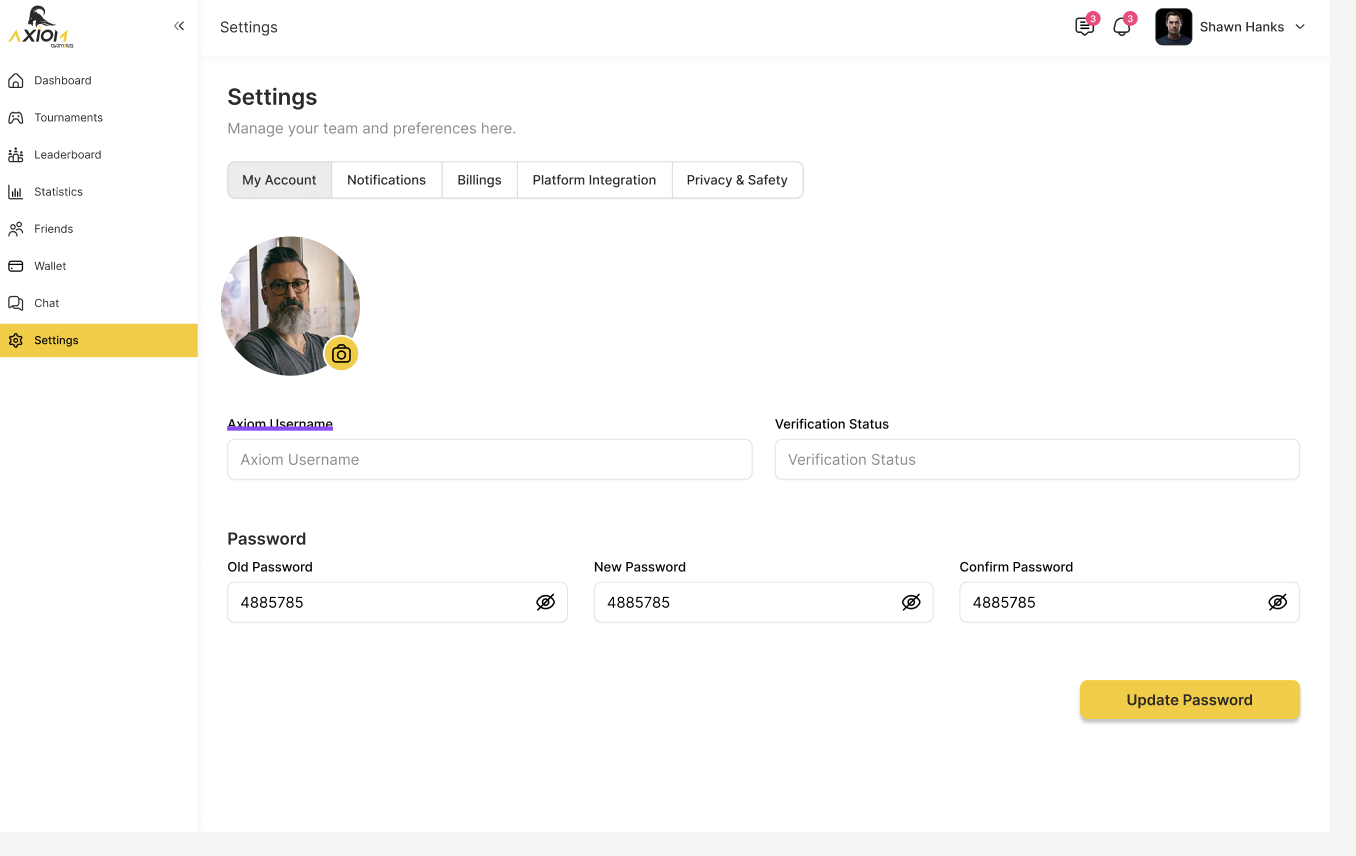 AXIOM
GAMING
Settings
3
3
Shawn Hanks
Dashboard
Tournaments
Leaderboard
Statistics
Friends
Wallet
Chat
Settings
Settings
Manage your team and preferences here.
My Account Notifications Billings Platform Integration Privacy & Safety
Axiom Username Verification Status
Axiom Username Verification Status
Password
Old Password New Password Confirm Password
4885785 4885785 4885785
Update Password